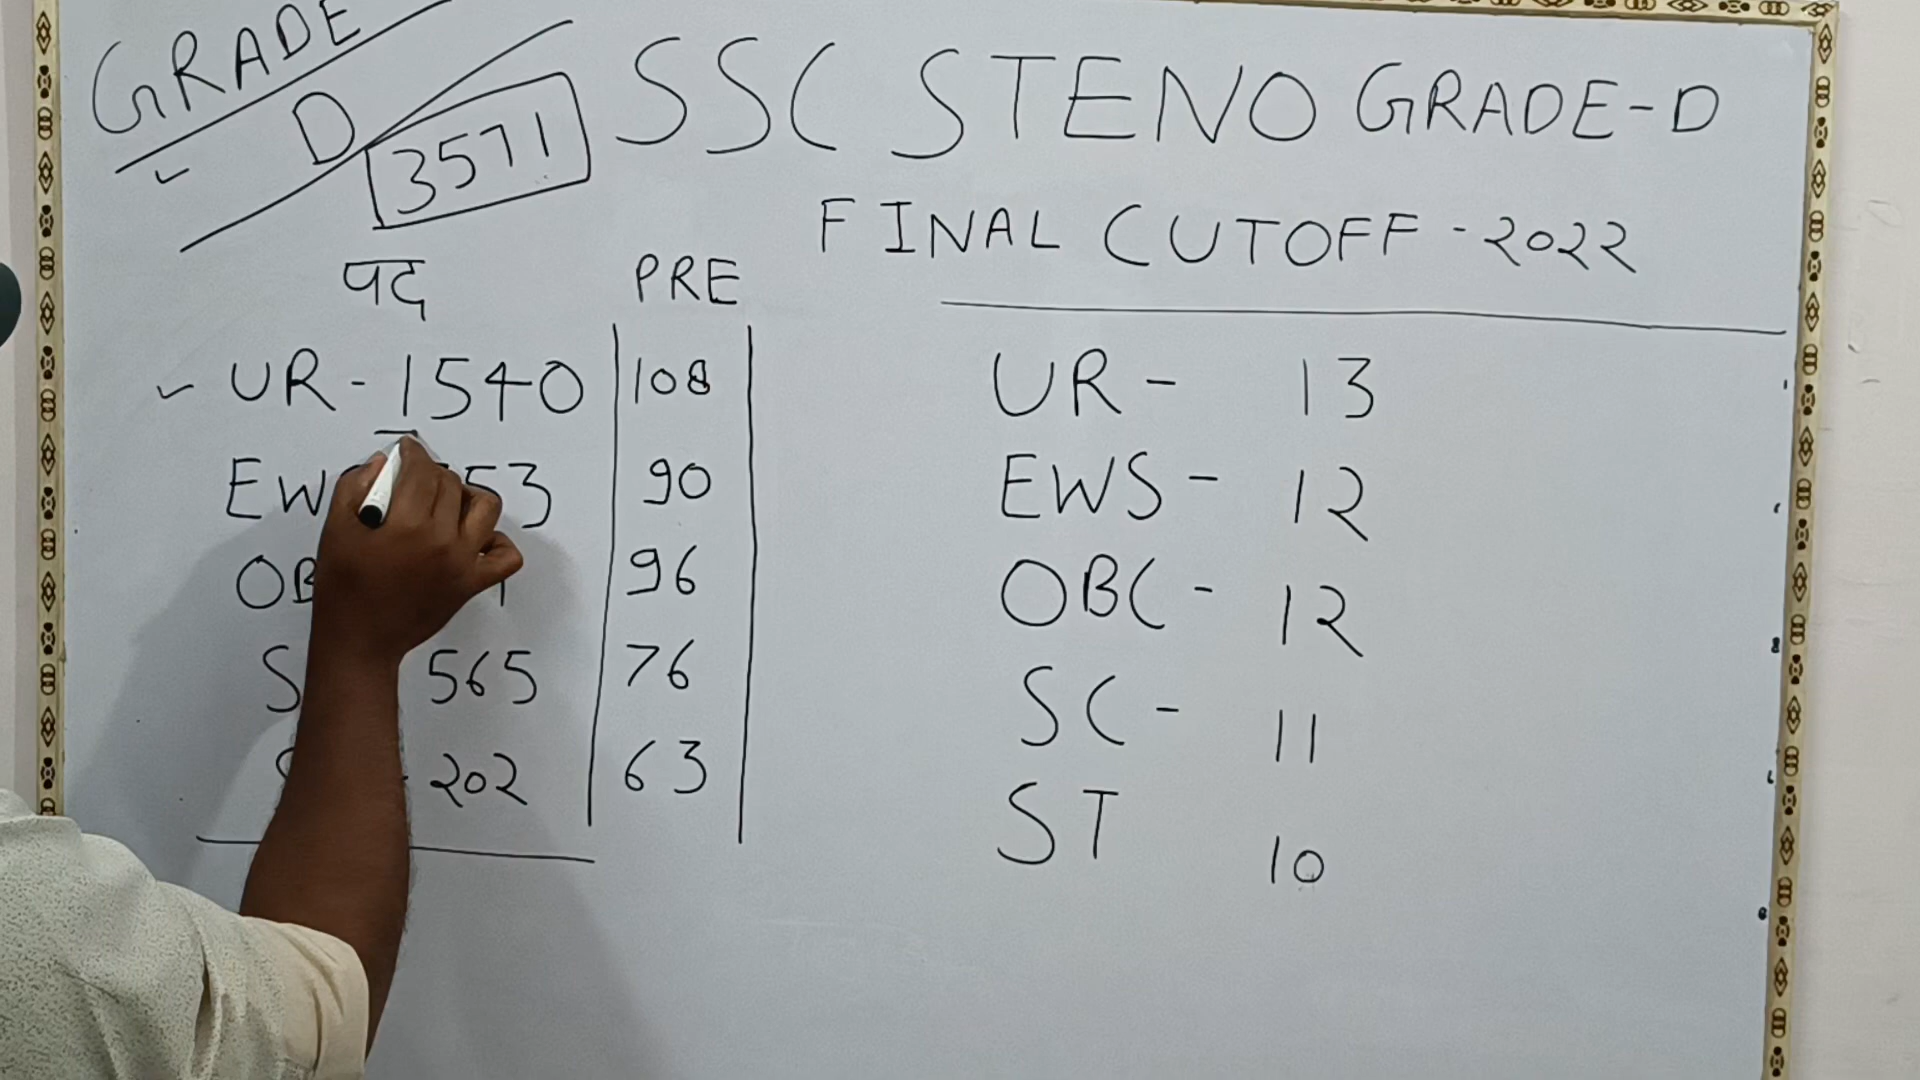 GRADE
- D
3571
SSC STENO GRADE-D
FINAL CUTOFF - 2022
पद PRE
UR - 1540 108
53 90
96
565 76
202 63
UR - 13
EWS - 12
OBC - 12
SC - 11
ST 10